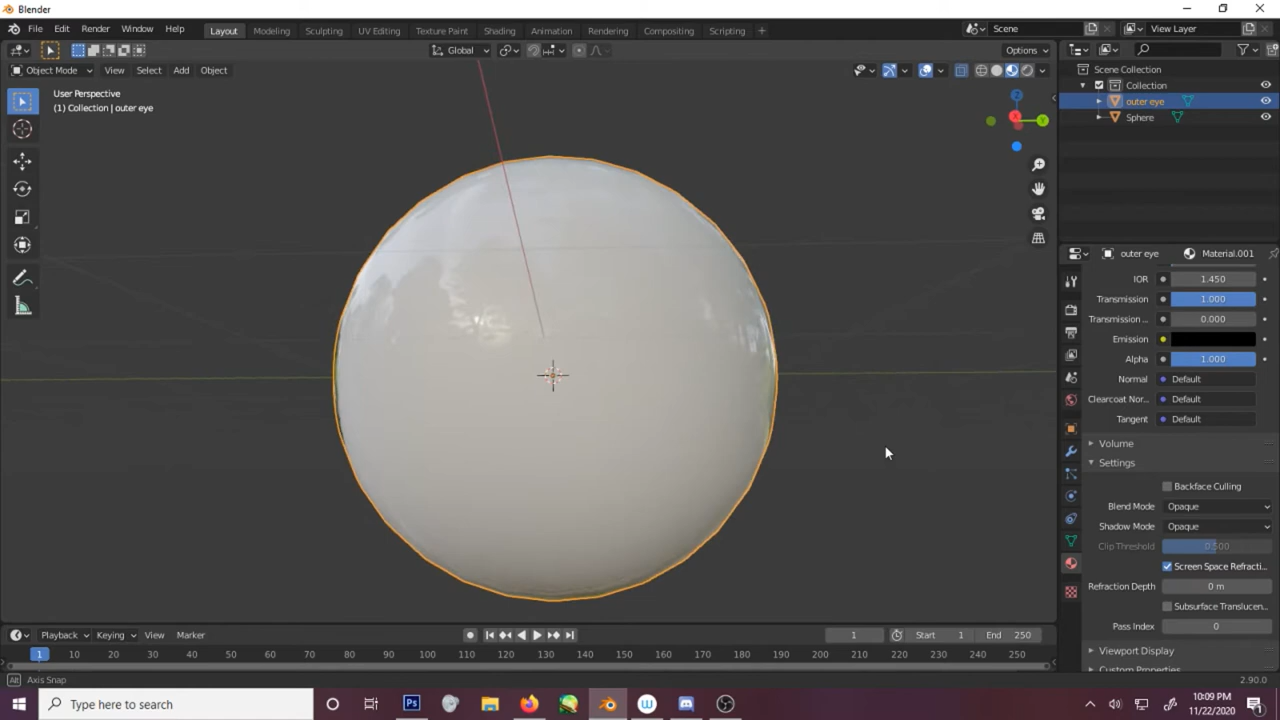 Blender
File Edit Render Window Help Layout Modeling Sculpting UV Editing Texture Paint Shading Animation Rendering Compositing Scripting + Scene View Layer
Global Options
Object Mode View Select Add Object
Scene Collection
Collection
outer eye
Sphere
User Perspective
(1) Collection | outer eye
Z
X
Y
outer eye Material.001
IOR 1.450
Transmission 1.000
Transmission ... 0.000
Emission
Alpha 1.000
Normal Default
Clearcoat Nor... Default
Tangent Default
Volume
Settings
Backface Culling
Blend Mode Opaque
Shadow Mode Opaque
Clip Threshold 0.500
Screen Space Refracti...
Refraction Depth 0 m
Subsurface Translucen...
Pass Index 0
Viewport Display
Custom Properties
Playback Keying View Marker 1 Start 1 End 250
1 10 20 30 40 50 60 70 80 90 100 110 120 130 140 150 160 170 180 190 200 210 220 230 240 250
Alt Axis Snap 2.90.0
Type here to search
Ps
W
10:09 PM
11/22/2020
1